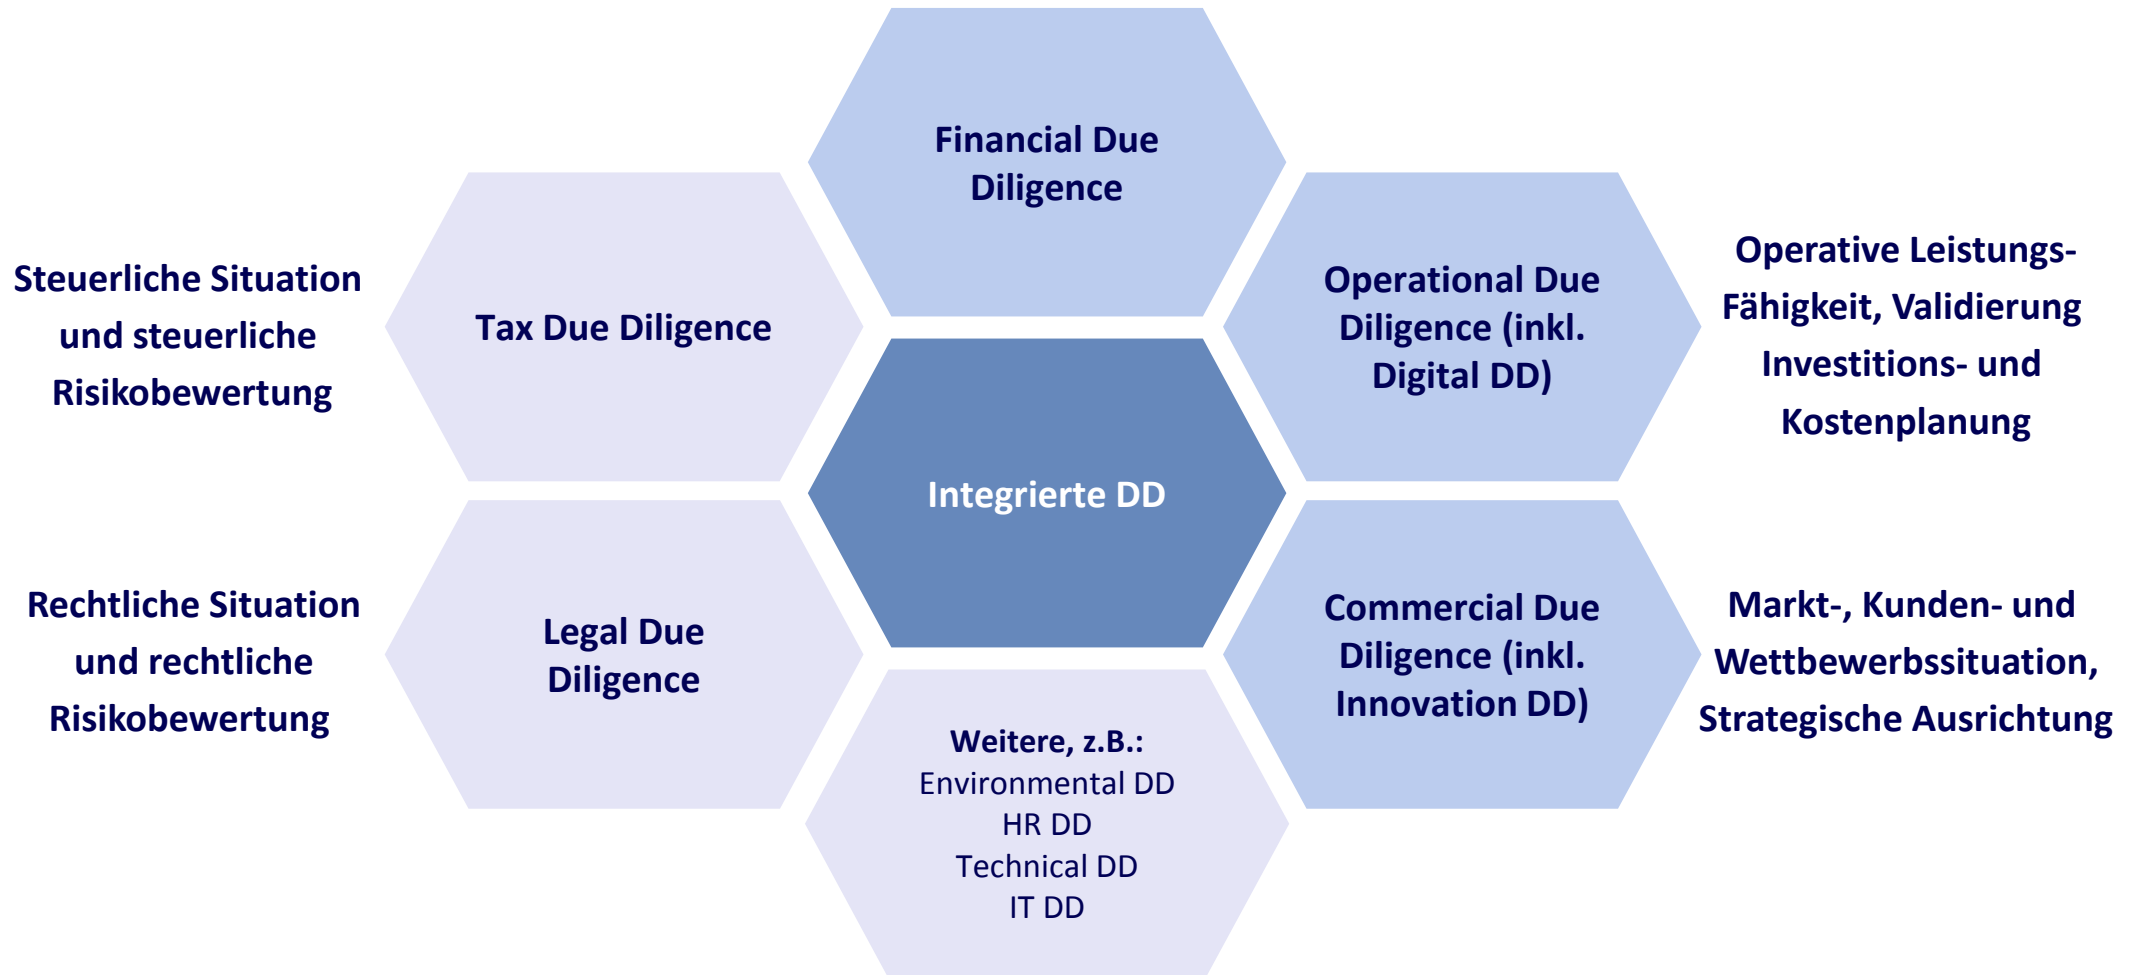 Financial Due
Diligence
Steuerliche Situation
und steuerliche
Risikobewertung
Tax Due Diligence
Operational Due
Diligence (inkl.
Digital DD)
Operative Leistungs-
Fähigkeit, Validierung
Investitions- und
Kostenplanung
Integrierte DD
Rechtliche Situation
und rechtliche
Risikobewertung
Legal Due
Diligence
Commercial Due
Diligence (inkl.
Innovation DD)
Markt-, Kunden- und
Wettbewerbssituation,
Strategische Ausrichtung
Weitere, z.B.:
Environmental DD
HR DD
Technical DD
IT DD